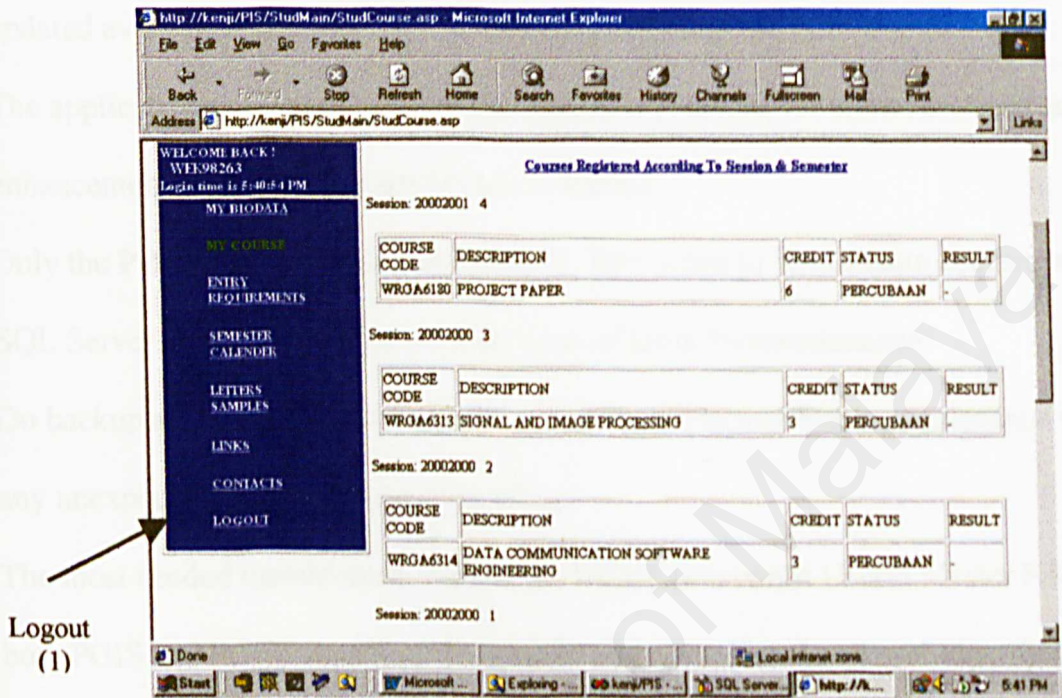 http://kenji/PIS/StudMain/StudCourse.asp - Microsoft Internet Explorer
File Edit View Go Favorites Help
Back Forward Stop Refresh Home Search Favorites History Channels Fullscreen Mail Print
Address http://kenji/PIS/StudMain/StudCourse.asp Links
WELCOME BACK !
WEK98263
Login time is 5:40:54 PM
MY BIODATA
MY COURSE
ENTRY
REQUIREMENTS
SEMESTER
CALENDER
LETTERS
SAMPLES
LINKS
CONTACTS
LOGOUT
Courses Registered According To Session & Semester
Session: 20002001 4
COURSE CODE DESCRIPTION CREDIT STATUS RESULT
WRGA6180 PROJECT PAPER 6 PERCUBAAN -
Session: 20002000 3
COURSE CODE DESCRIPTION CREDIT STATUS RESULT
WRGA6313 SIGNAL AND IMAGE PROCESSING 3 PERCUBAAN -
Session: 20002000 2
COURSE CODE DESCRIPTION CREDIT STATUS RESULT
WRGA6314 DATA COMMUNICATION SOFTWARE ENGINEERING 3 PERCUBAAN -
Session: 20002000 1
Logout
(1)
Done Local intranet zone
Start Microsoft ... Exploring - ... kenji/PIS - ... SQL Server... http://k... 5:41 PM
of Malaya